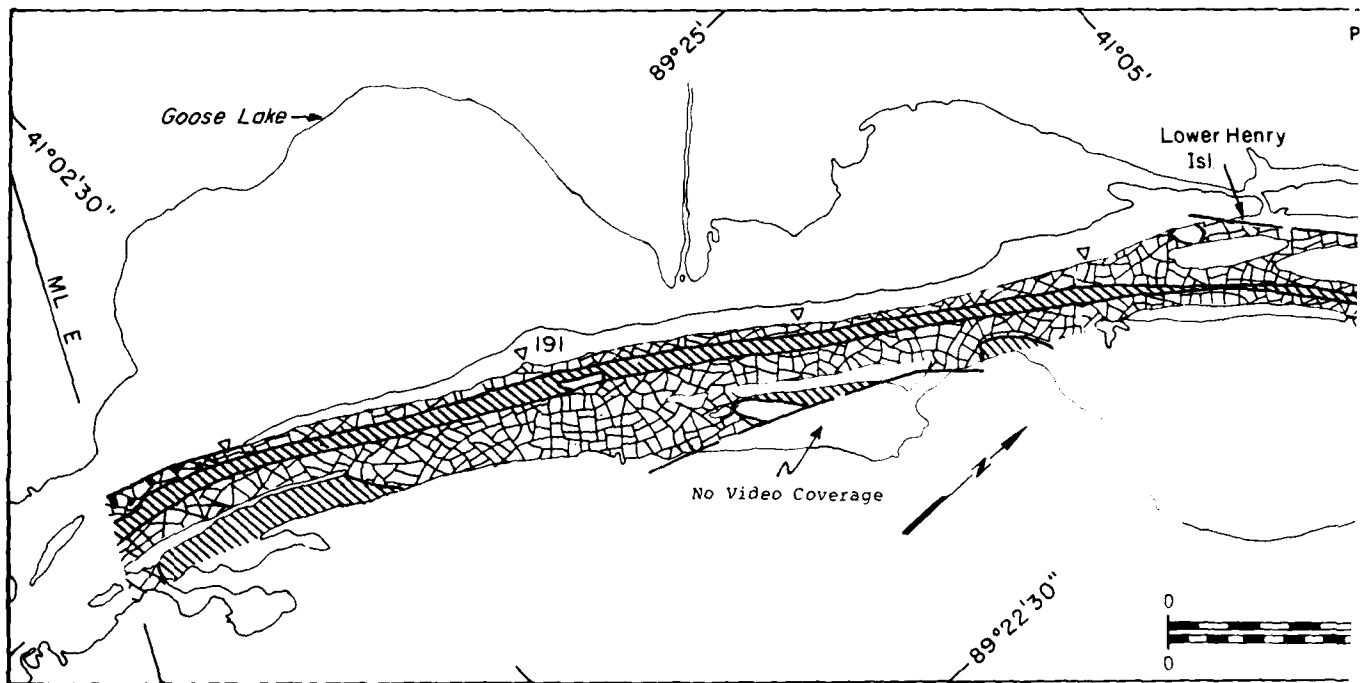 89°25'
41°05'
P
Goose Lake
Lower Henry
Isl
41°02'30"
ML E
191
N
No Video Coverage
89°22'30"
0
0